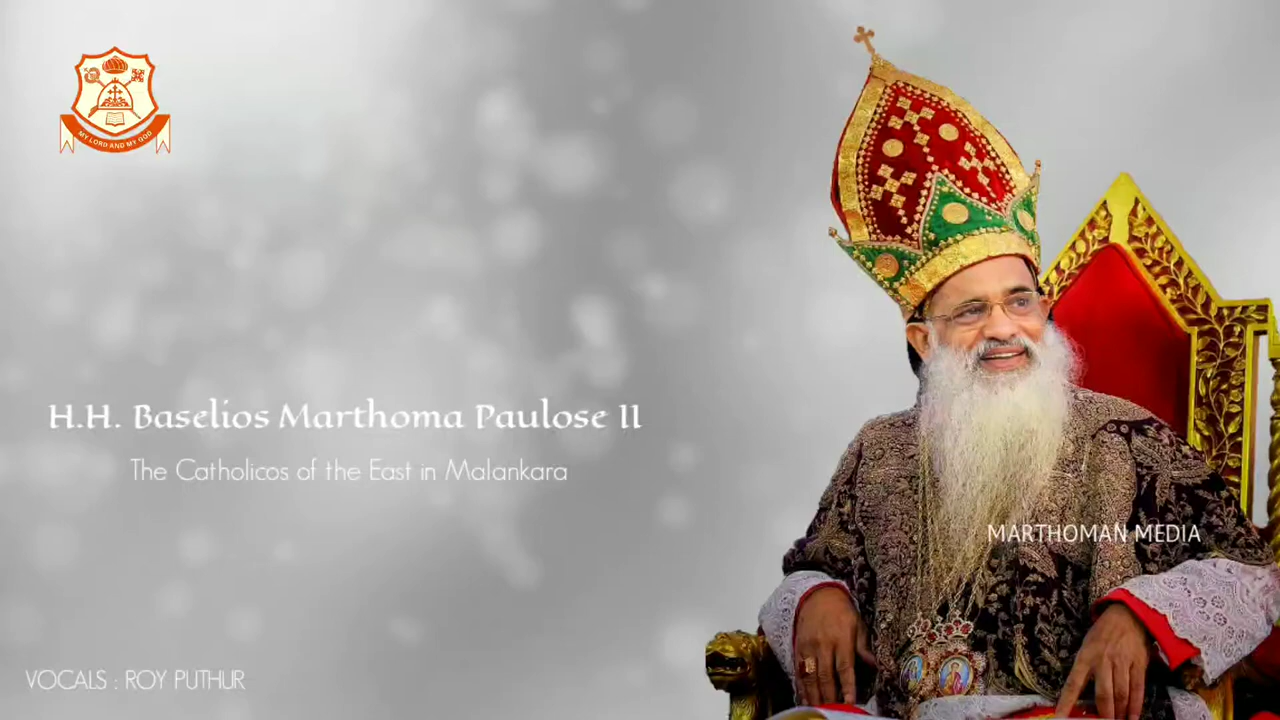 MY LORD AND MY GOD
H.H. Baselios Marthoma Paulose II
The Catholicos of the East in Malankara
MARTHOMAN MEDIA
VOCALS : ROY PUTHUR